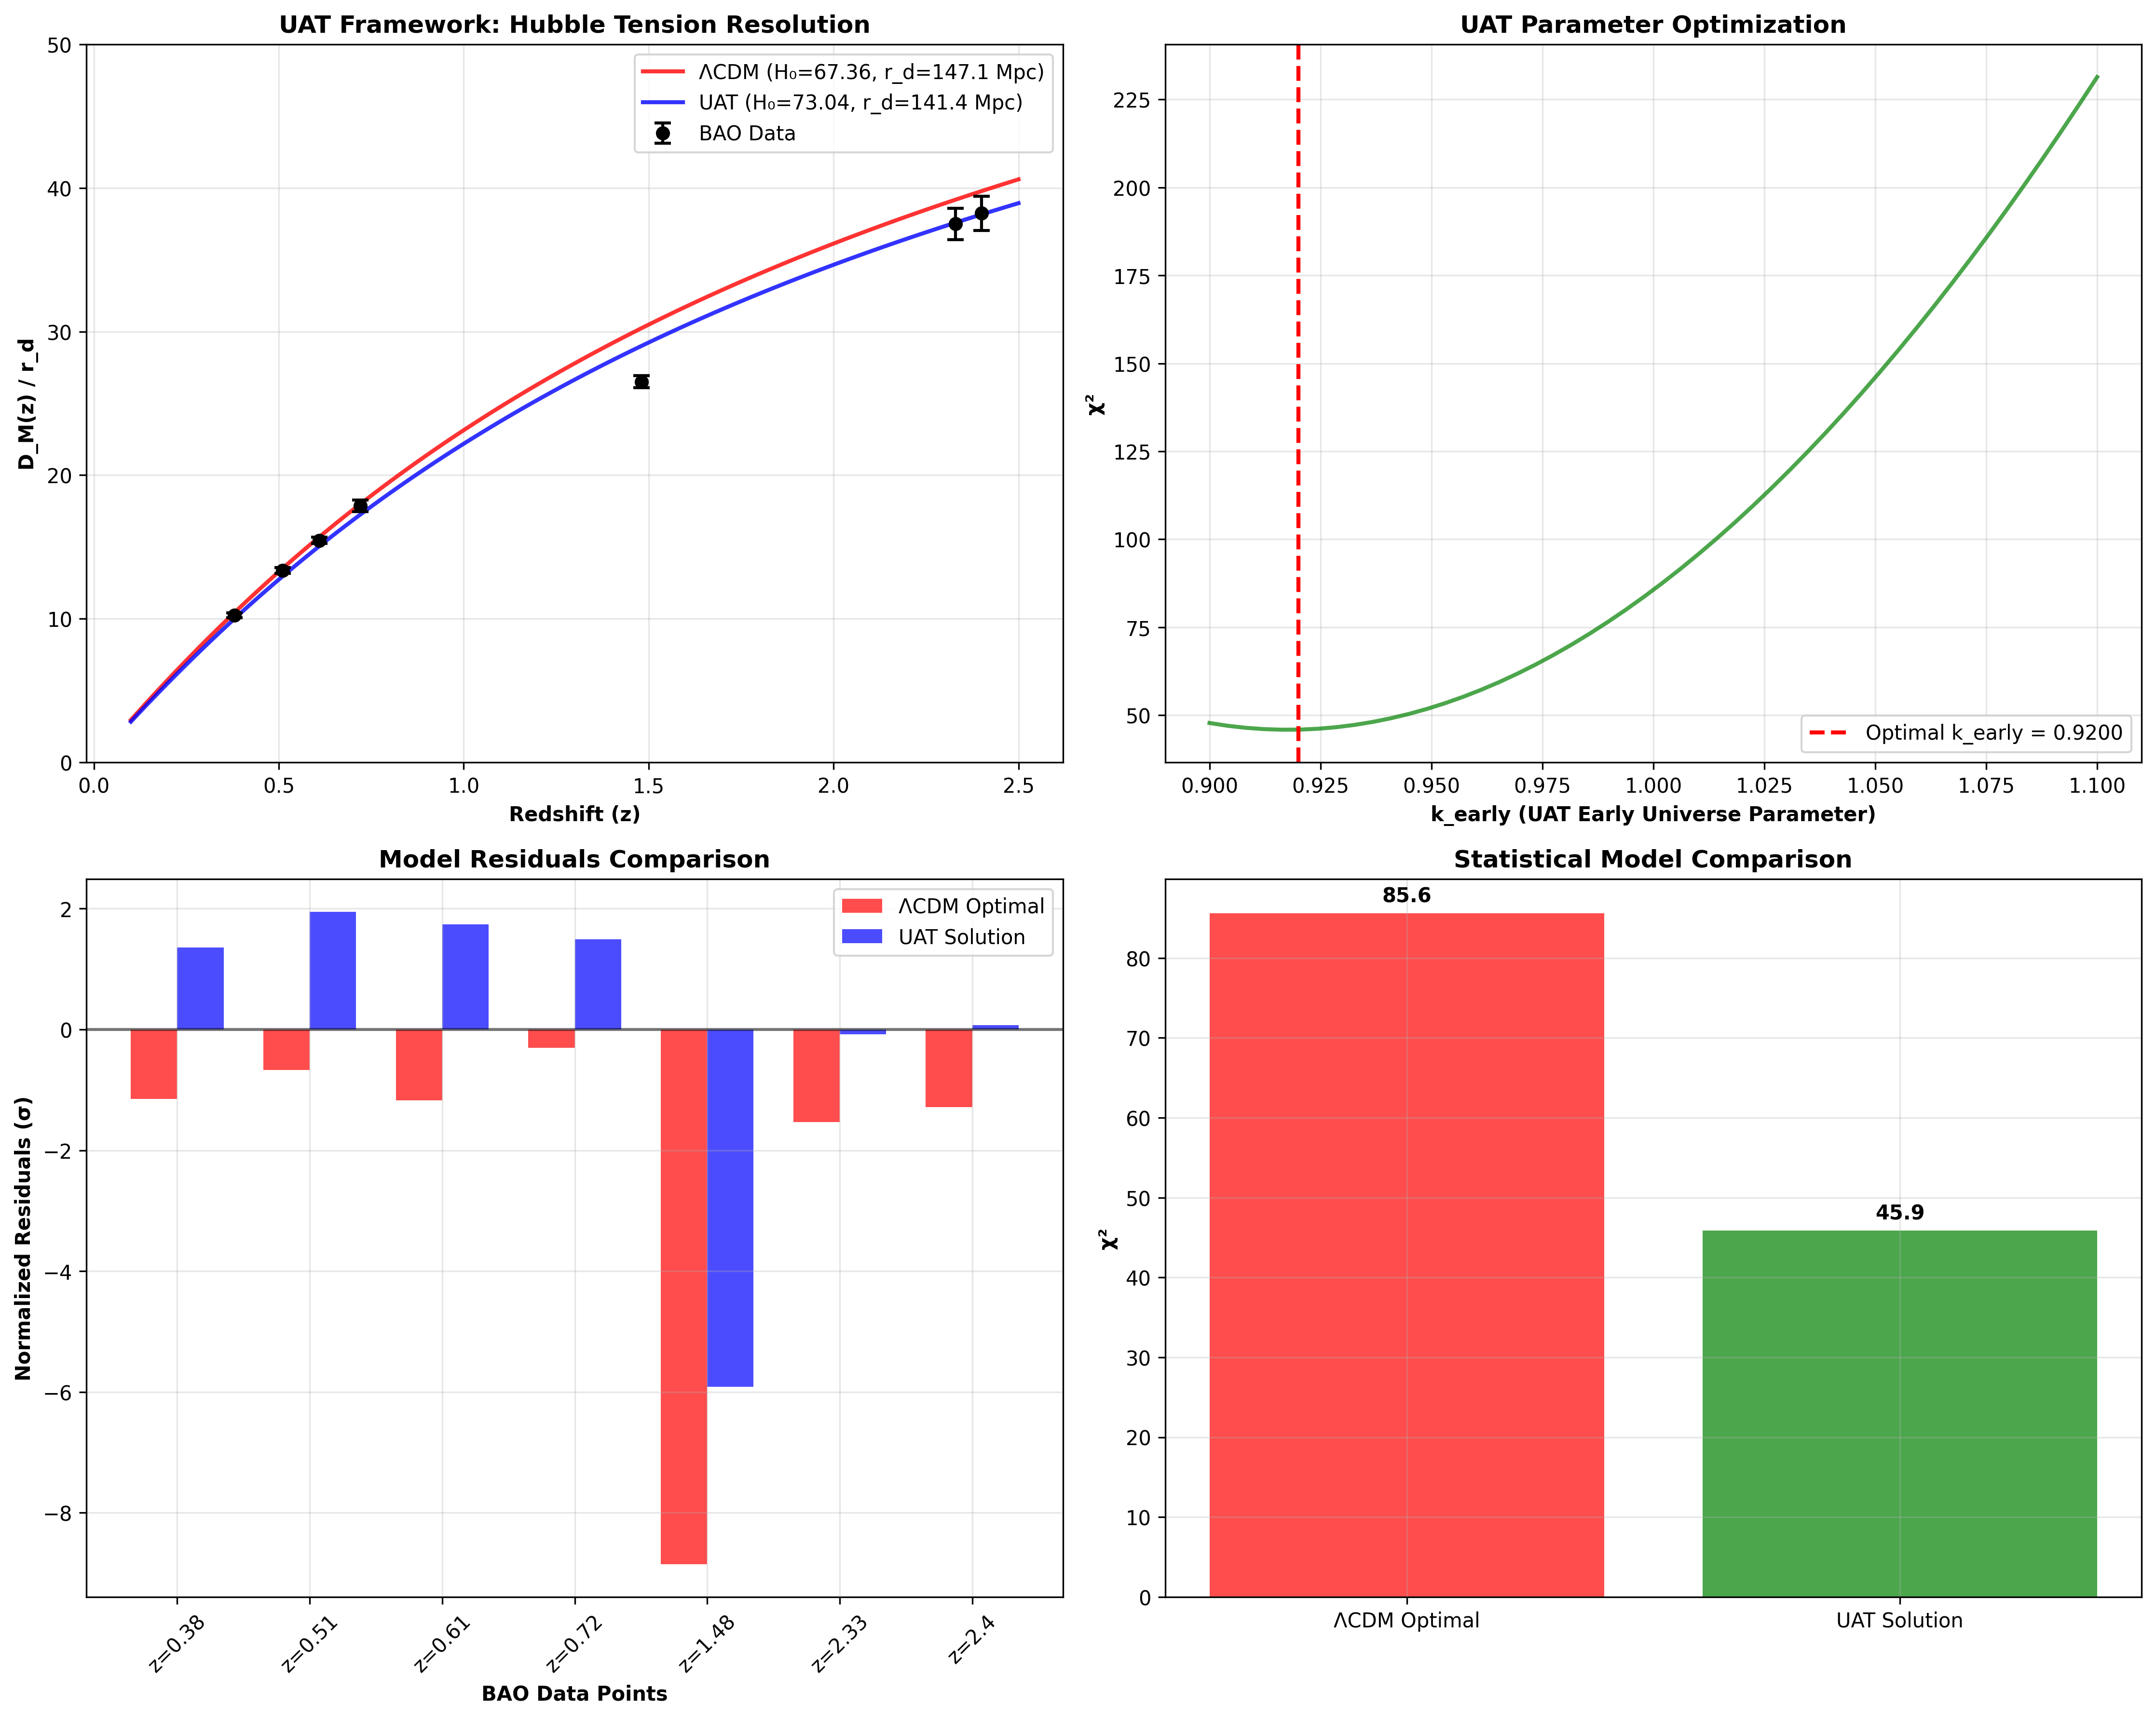 UAT Framework: Hubble Tension Resolution
50
40
30
20
10
0
D_M(z) / r_d
ΛCDM (H₀=67.36, r_d=147.1 Mpc)
UAT (H₀=73.04, r_d=141.4 Mpc)
BAO Data
0.0 0.5 1.0 1.5 2.0 2.5
Redshift (z)
UAT Parameter Optimization
225
200
175
150
125
100
75
50
χ²
Optimal k_early = 0.9200
0.900 0.925 0.950 0.975 1.000 1.025 1.050 1.075 1.100
k_early (UAT Early Universe Parameter)
Model Residuals Comparison
2
0
−2
−4
−6
−8
Normalized Residuals (σ)
ΛCDM Optimal
UAT Solution
z=0.38 z=0.51 z=0.61 z=0.72 z=1.48 z=2.33 z=2.4
BAO Data Points
Statistical Model Comparison
85.6
45.9
80
70
60
50
40
30
20
10
0
χ²
ΛCDM Optimal UAT Solution